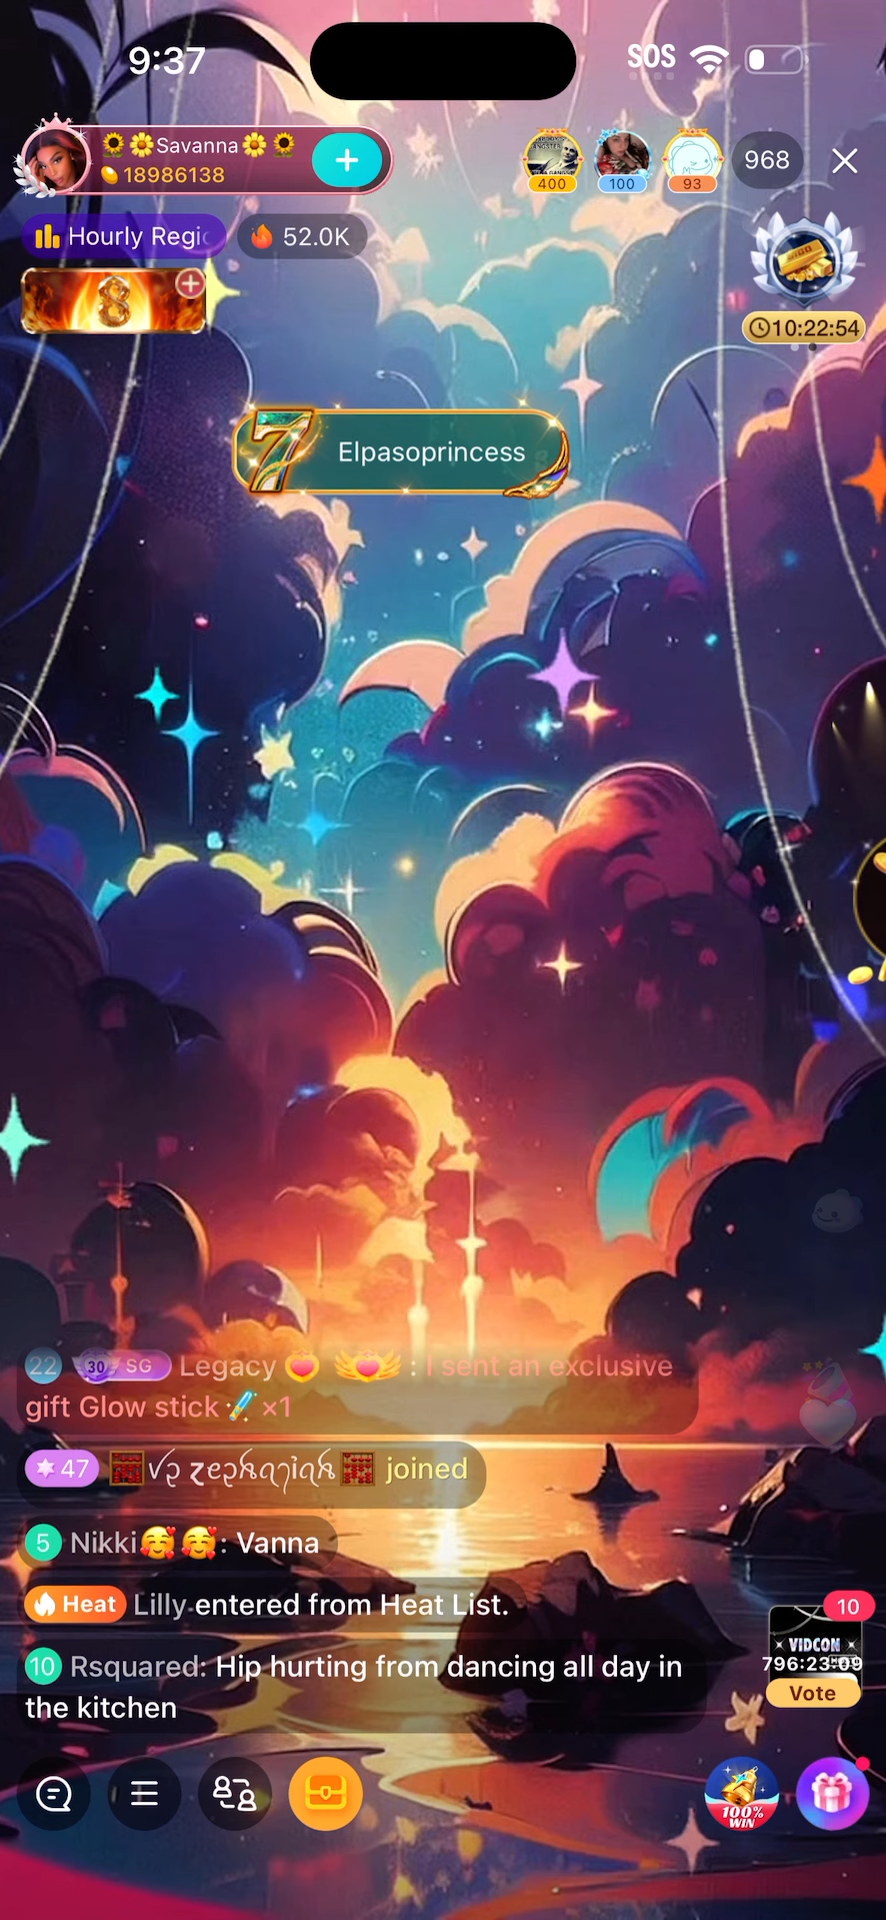 9:37
SOS
🌻🌼Savanna🌼🌻
18986138
400
100
93
968
Hourly Regi
52.0K
8
10:22:54
7
Elpasoprincess
22 30 SG Legacy : I sent an exclusive
gift Glow stick ×1
47 joined
5 Nikki🥰🥰: Vanna
Heat Lilly entered from Heat List.
10 Rsquared: Hip hurting from dancing all day in
the kitchen
10
VIDCON
796:23:09
Vote
100%
WIN